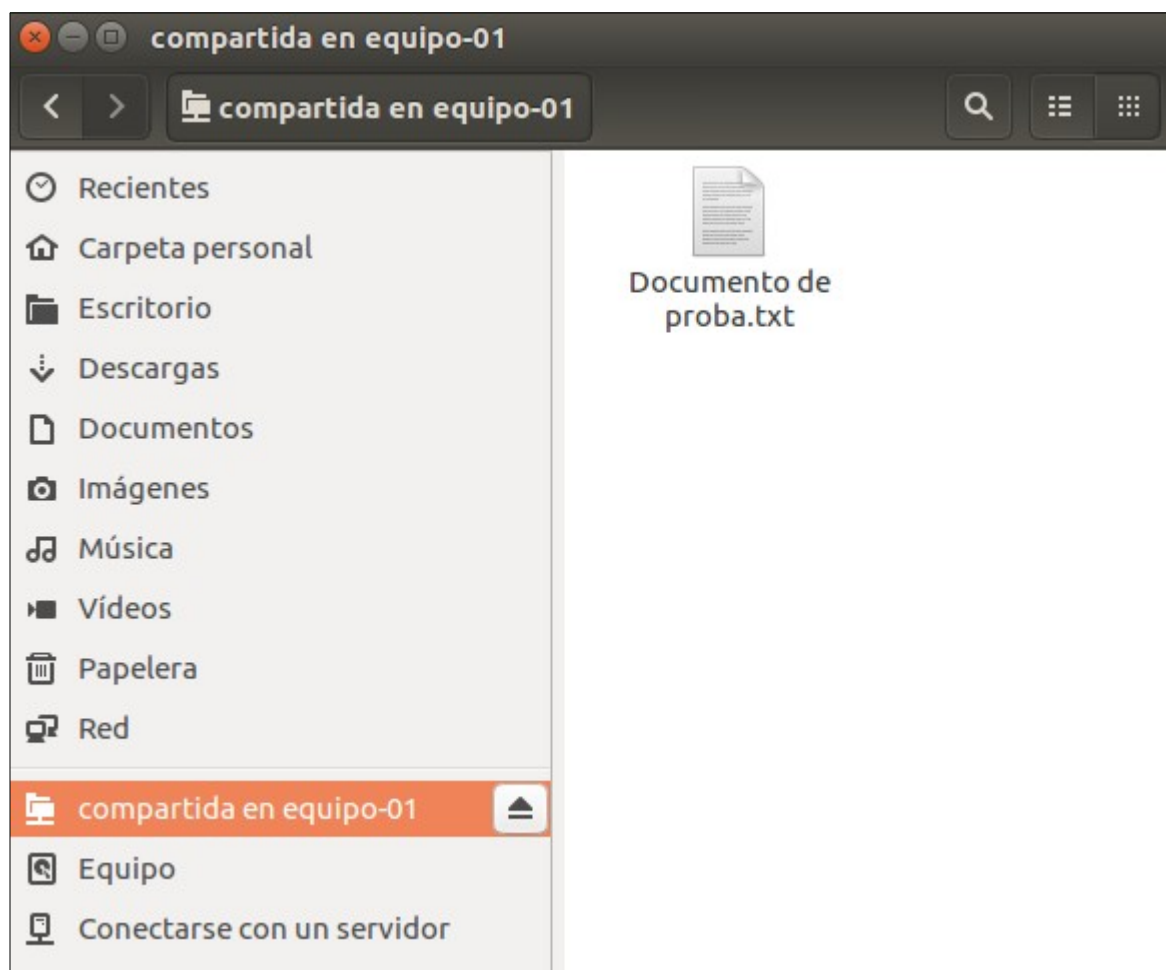 compartida en equipo-01
compartida en equipo-01
Recientes
Carpeta personal
Escritorio
Descargas
Documentos
Imágenes
Música
Vídeos
Papelera
Red
compartida en equipo-01
Equipo
Conectarse con un servidor
Documento de
proba.txt